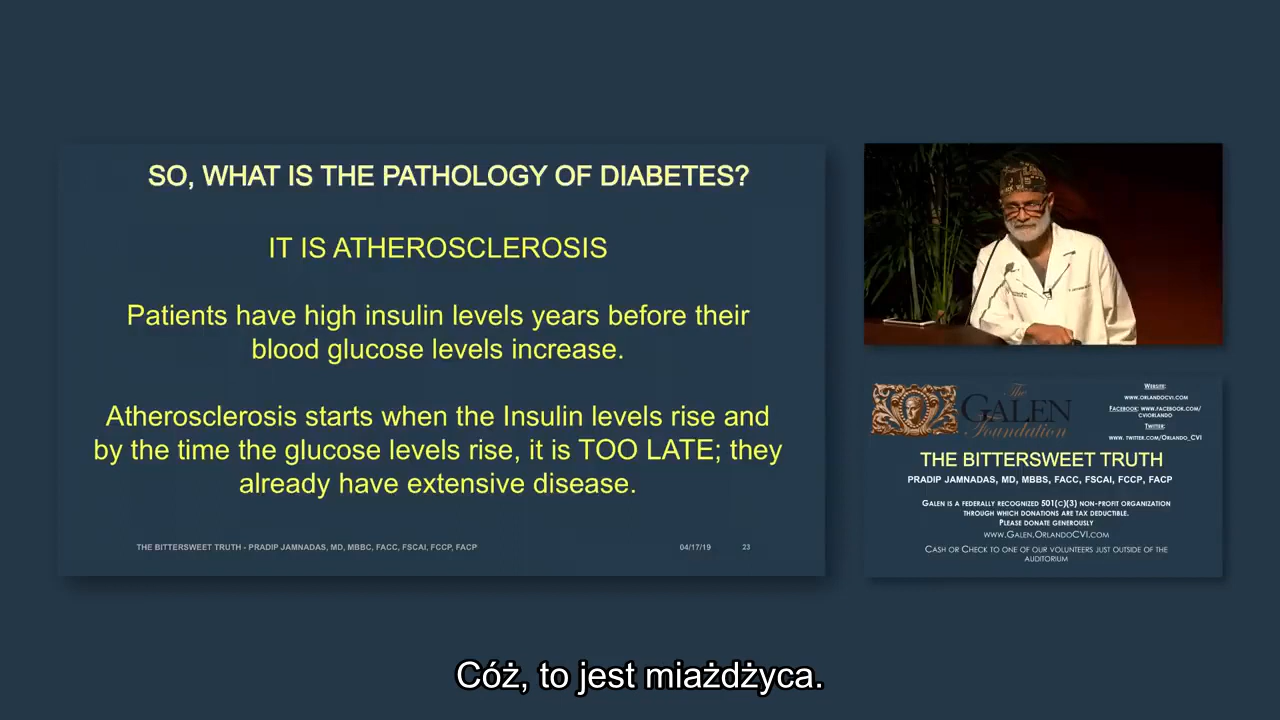 SO, WHAT IS THE PATHOLOGY OF DIABETES?
IT IS ATHEROSCLEROSIS
Patients have high insulin levels years before their
blood glucose levels increase.
Atherosclerosis starts when the Insulin levels rise and
by the time the glucose levels rise, it is TOO LATE; they
already have extensive disease.
THE BITTERSWEET TRUTH - PRADIP JAMNADAS, MD, MBBC, FACC, FSCAI, FCCP, FACP
04/17/19
23
The
GALEN
Foundation
WEBSITE:
WWW.ORLANDOCVI.COM
FACEBOOK: WWW.FACEBOOK.COM/
CVIORLANDO
TWITTER:
WWW. TWITTER.COM/ORLANDO_CVI
THE BITTERSWEET TRUTH
PRADIP JAMNADAS, MD, MBBS, FACC, FSCAI, FCCP, FACP
GALEN IS A FEDERALLY RECOGNIZED 501(C)(3) NON-PROFIT ORGANIZATION
THROUGH WHICH DONATIONS ARE TAX DEDUCTIBLE.
PLEASE DONATE GENEROUSLY
WWW.GALEN.ORLANDOCVI.COM
CASH OR CHECK TO ONE OF OUR VOLUNTEERS JUST OUTSIDE OF THE
AUDITORIUM
Cóż, to jest miażdżyca.